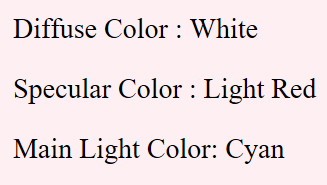 Diffuse Color : White
Specular Color : Light Red
Main Light Color: Cyan